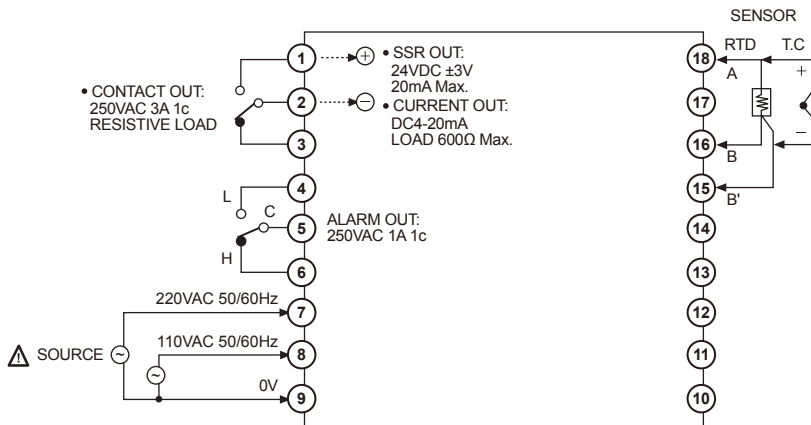 SENSOR
1
• SSR OUT:
24VDC ±3V
20mA Max.
+
• CONTACT OUT:
250VAC 3A 1c
RESISTIVE LOAD
2
• CURRENT OUT:
DC4-20mA
LOAD 600Ω Max.
−
3
L
4
C
5
ALARM OUT:
250VAC 1A 1c
H
6
220VAC 50/60Hz
7
SOURCE
~
110VAC 50/60Hz
8
~
0V
9
18
RTD
T.C
A
+
17
16
B
−
15
B'
14
13
12
11
10